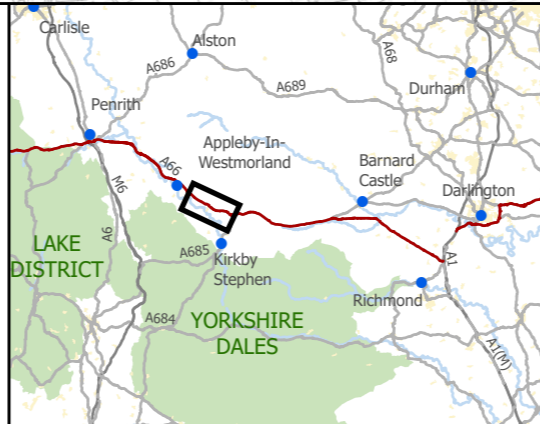 Carlisle
Alston
A68
A686
A689
Durham
Penrith
Appleby-In-
Westmorland
A66
Barnard
Castle
Darlington
M6
A6
LAKE
DISTRICT
A685
Kirkby
Stephen
A1
Richmond
A684
YORKSHIRE
DALES
A1(M)